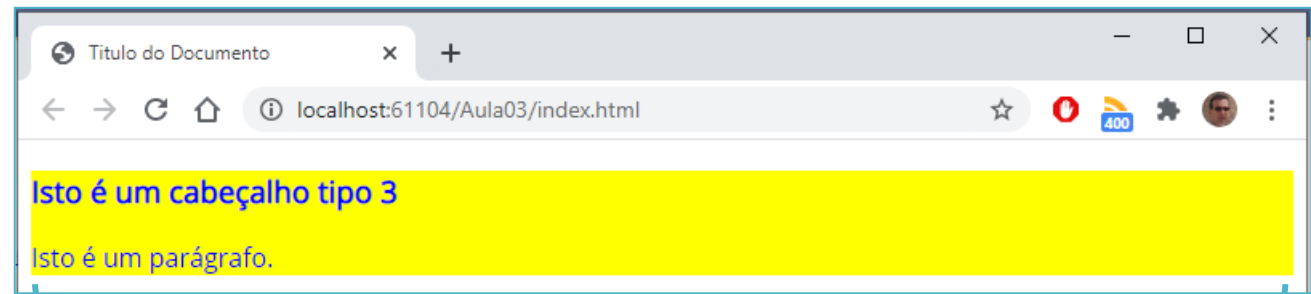 Titulo do Documento
localhost:61104/Aula03/index.html
400
Isto é um cabeçalho tipo 3
Isto é um parágrafo.